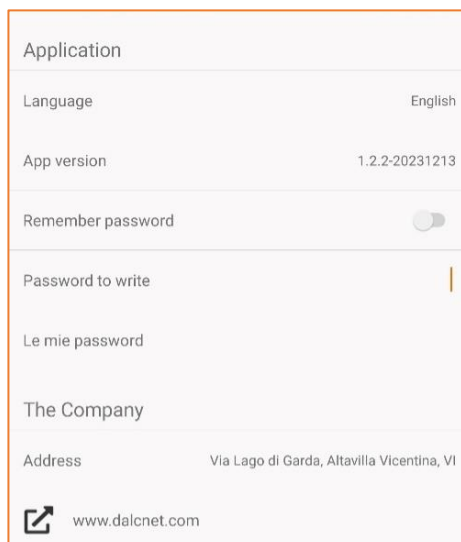 Application
Language English
App version 1.2.2-20231213
Remember password
Password to write
Le mie password
The Company
Address Via Lago di Garda, Altavilla Vicentina, VI
www.dalcnet.com